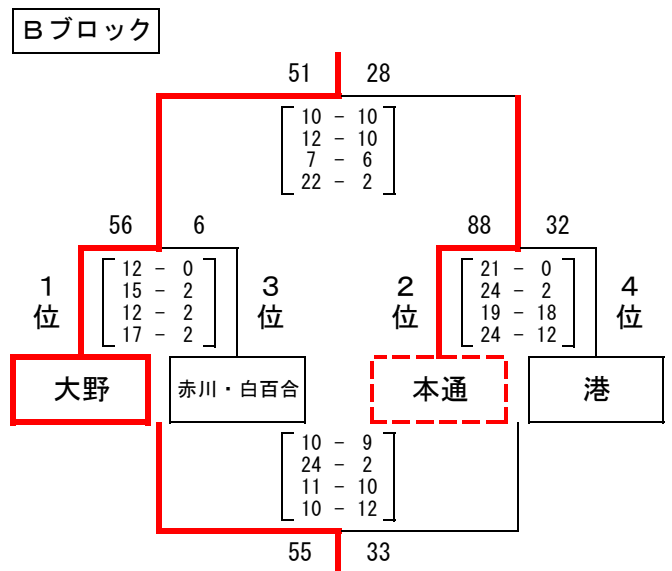 Bブロック
51 28
10 - 10
12 - 10
7 - 6
22 - 2
56 6
88 32
12 - 0
15 - 2
12 - 2
17 - 2
21 - 0
24 - 2
19 - 18
24 - 12
1位
3位
2位
4位
大野
赤川・白百合
本通
港
10 - 9
24 - 2
11 - 10
10 - 12
55 33